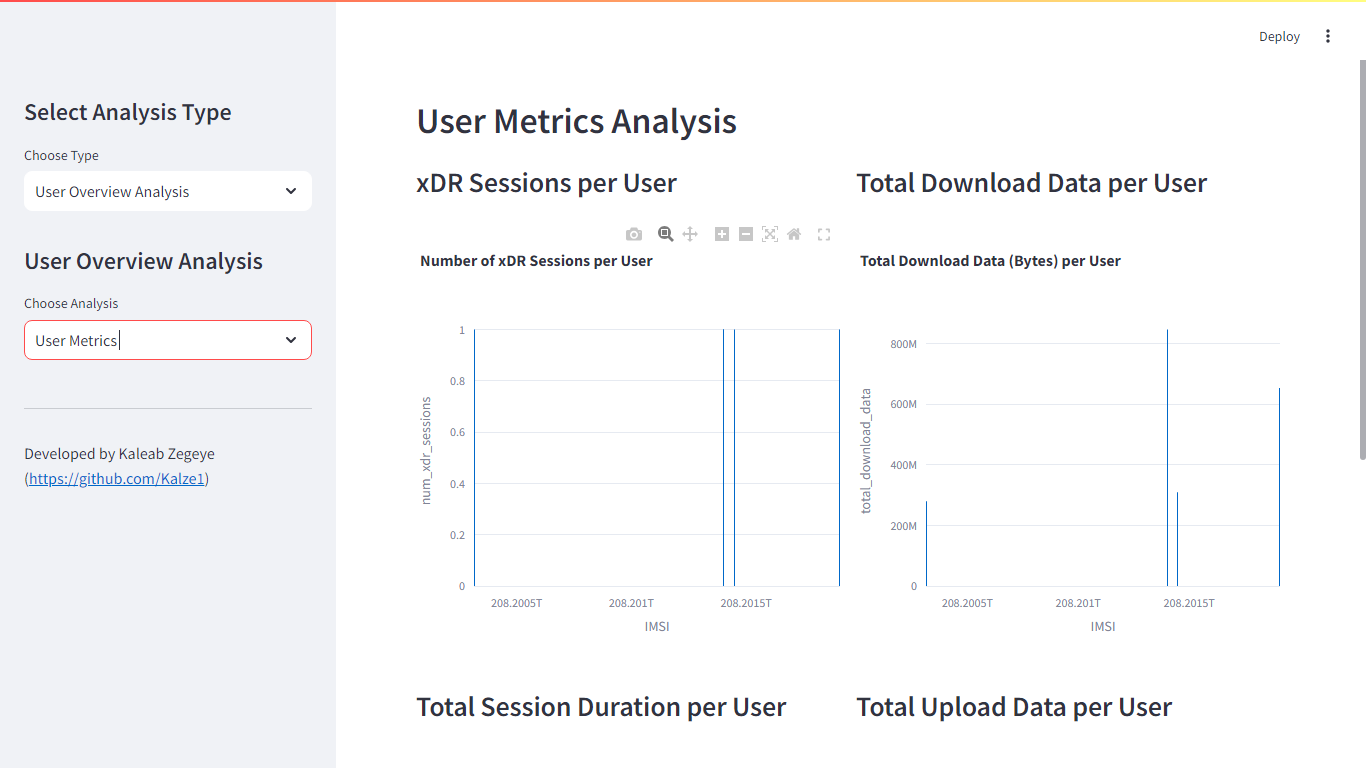 Deploy
Select Analysis Type
Choose Type
User Overview Analysis
User Overview Analysis
Choose Analysis
User Metrics
Developed by Kaleab Zegeye
(https://github.com/Kalze1)
User Metrics Analysis
xDR Sessions per User
Number of xDR Sessions per User
1
0.8
0.6
0.4
0.2
0
num_xdr_sessions
208.2005T 208.201T 208.2015T
IMSI
Total Download Data per User
Total Download Data (Bytes) per User
800M
600M
400M
200M
0
total_download_data
208.2005T 208.201T 208.2015T
IMSI
Total Session Duration per User
Total Upload Data per User